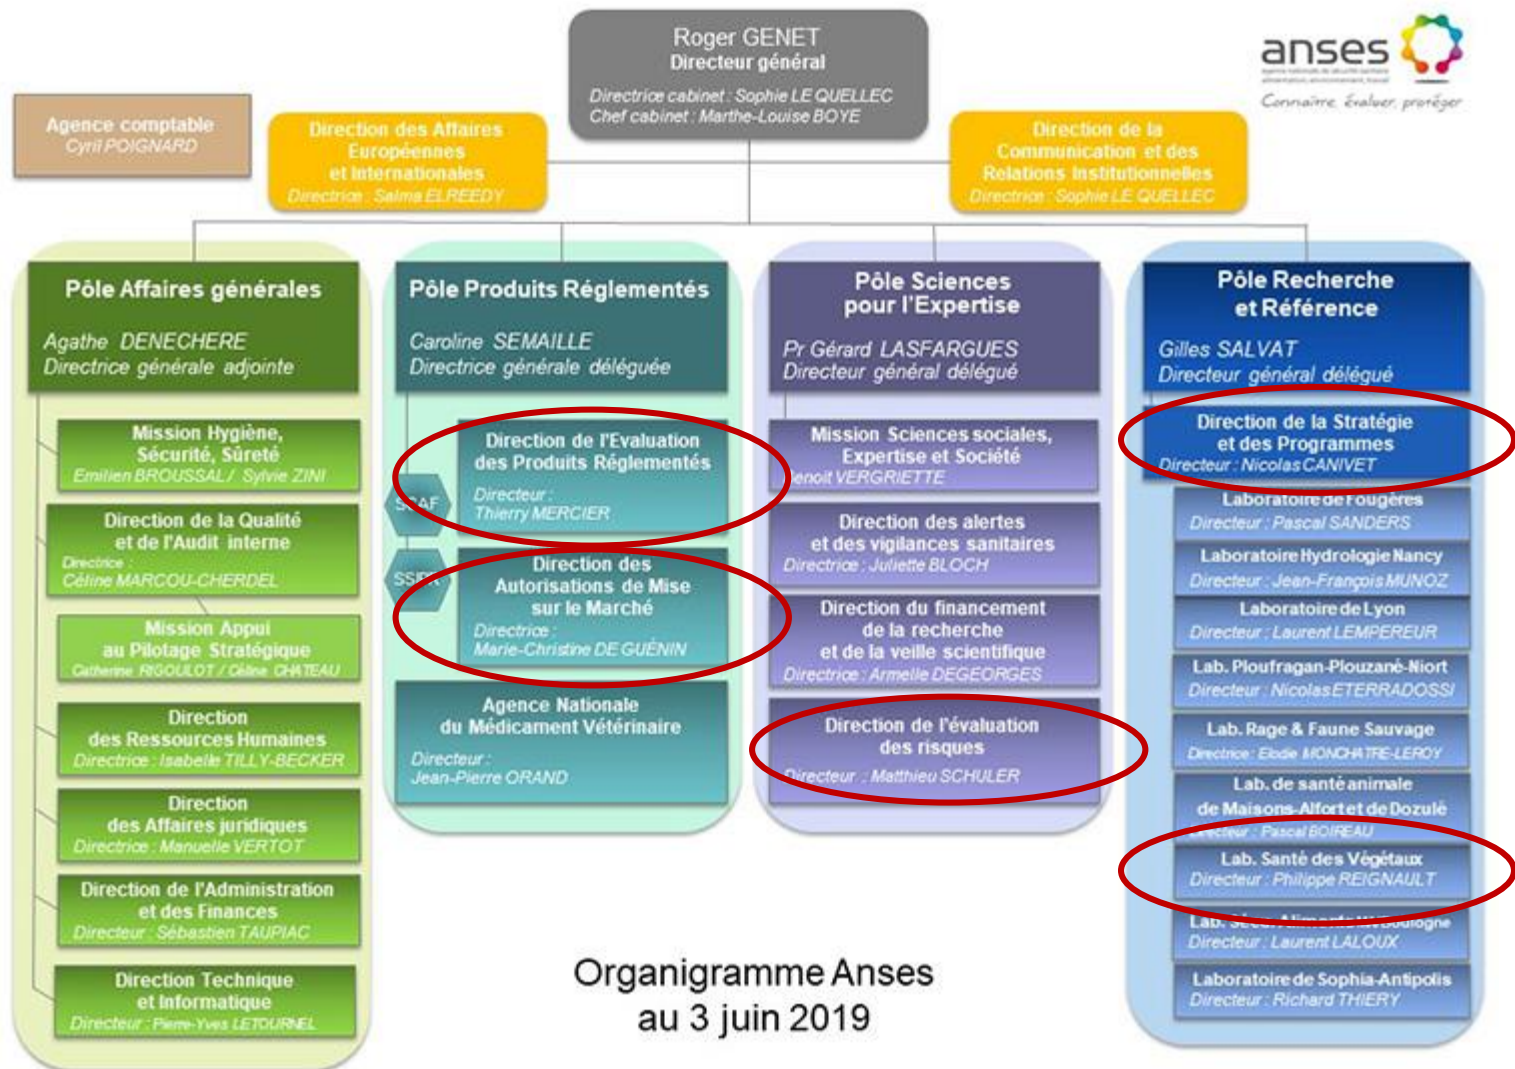 Roger GENET
Directeur général
Directrice cabinet : Sophie LE QUELLEC
Chef cabinet : Marthe-Louise BOYE
anses
agence nationale de sécurité sanitaire
alimentation, environnement, travail
Connaître, évaluer, protéger
Agence comptable
Cyril POIGNARD
Direction des Affaires
Européennes
et Internationales
Directrice : Salma ELREEDY
Direction de la
Communication et des
Relations Institutionnelles
Directrice : Sophie LE QUELLEC
Pôle Affaires générales
Agathe DENECHERE
Directrice générale adjointe
Mission Hygiène,
Sécurité, Sûreté
Emilien BROUSSAL / Sylvie ZINI
Direction de la Qualité
et de l'Audit interne
Directrice :
Céline MARCOU-CHERDEL
Mission Appui
au Pilotage Stratégique
Catherine RIGOULOT / Céline CHATEAU
Direction
des Ressources Humaines
Directrice : Isabelle TILLY-BECKER
Direction
des Affaires juridiques
Directrice : Manuelle VERTOT
Direction de l'Administration
et des Finances
Directeur : Sébastien TAUPIAC
Direction Technique
et Informatique
Directeur : Pierre-Yves LETOURNEL
Pôle Produits Réglementés
Caroline SEMAILLE
Directrice générale déléguée
Direction de l'Evaluation
des Produits Réglementés
Directeur :
Thierry MERCIER
Direction des
Autorisations de Mise
sur le Marché
Directrice :
Marie-Christine DE GUÉNIN
Agence Nationale
du Médicament Vétérinaire
Directeur :
Jean-Pierre ORAND
Pôle Sciences
pour l'Expertise
Pr Gérard LASFARGUES
Directeur général délégué
Mission Sciences sociales,
Expertise et Société
Benoit VERGRIETTE
Direction des alertes
et des vigilances sanitaires
Directrice : Juliette BLOCH
Direction du financement
de la recherche
et de la veille scientifique
Directrice : Armelle DEGEORGES
Direction de l'évaluation
des risques
Directeur : Matthieu SCHULER
Pôle Recherche
et Référence
Gilles SALVAT
Directeur général délégué
Direction de la Stratégie
et des Programmes
Directeur : Nicolas CANIVET
Laboratoire de Fougères
Directeur : Pascal SANDERS
Laboratoire Hydrologie Nancy
Directeur : Jean-François MUNOZ
Laboratoire de Lyon
Directeur : Laurent LEMPEREUR
Lab. Ploufragan-Plouzané-Niort
Directeur : Nicolas ETERRADOSSI
Lab. Rage & Faune Sauvage
Directrice : Elodie MONCHATRE-LEROY
Lab. de santé animale
de Maisons-Alfort et de Dozulé
Directeur : Pascal BOIREAU
Lab. Santé des Végétaux
Directeur : Philippe REIGNAULT
Lab. Boulogne
Directeur : Laurent LALOUX
Laboratoire de Sophia-Antipolis
Directeur : Richard THIERY
Organigramme Anses
au 3 juin 2019